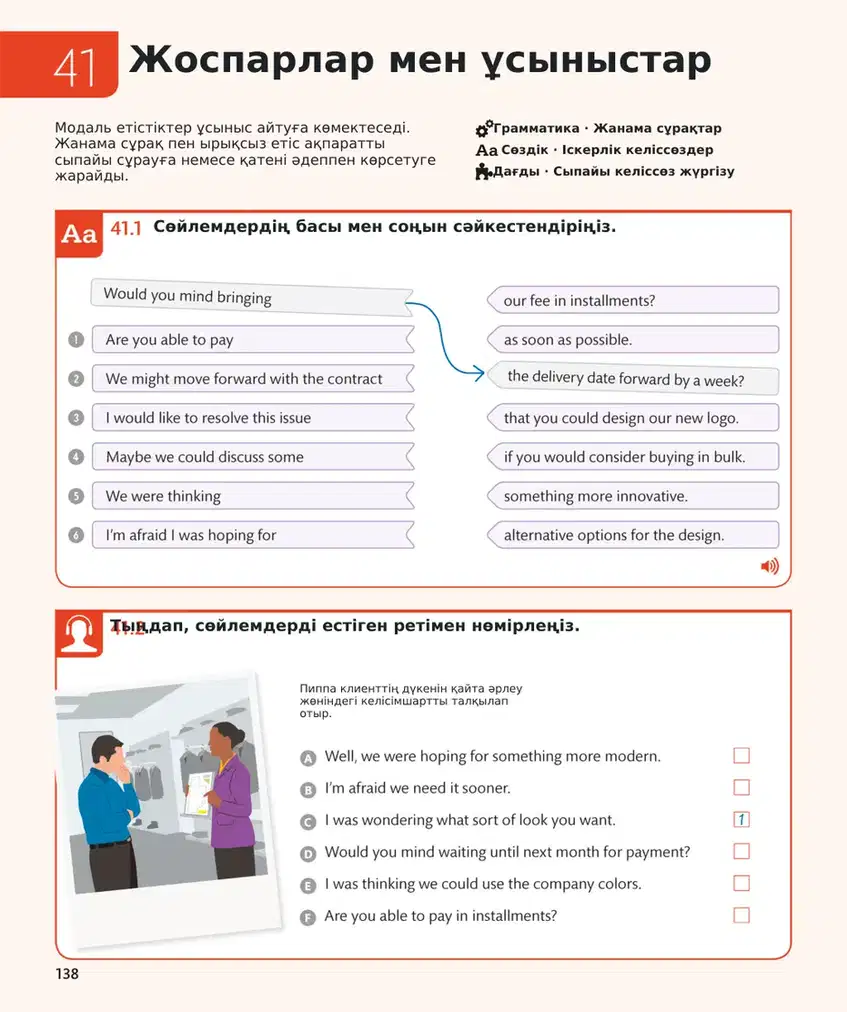 41
Жоспарлар мен ұсыныстар
Модаль етістіктер ұсыныс айтуға көмектеседі.
Жанама сұрақ пен ырықсыз етіс ақпаратты
сыпайы сұрауға немесе қатені әдеппен көрсетуге
жарайды.
Грамматика · Жанама сұрақтар
Aa Сөздік · Іскерлік келіссөздер
Дағды · Сыпайы келіссөз жүргізу
Aa 41.1 Сөйлемдердің басы мен соңын сәйкестендіріңіз.
Would you mind bringing
our fee in installments?
1 Are you able to pay
as soon as possible.
2 We might move forward with the contract
the delivery date forward by a week?
3 I would like to resolve this issue
that you could design our new logo.
4 Maybe we could discuss some
if you would consider buying in bulk.
5 We were thinking
something more innovative.
6 I'm afraid I was hoping for
alternative options for the design.
41.2 Тыңдап, сөйлемдерді естіген ретімен нөмірлеңіз.
Пиппа клиенттің дүкенін қайта әрлеу
жөніндегі келісімшартты талқылап
отыр.
A Well, we were hoping for something more modern.
B I'm afraid we need it sooner.
C I was wondering what sort of look you want. 1
D Would you mind waiting until next month for payment?
E I was thinking we could use the company colors.
F Are you able to pay in installments?
138